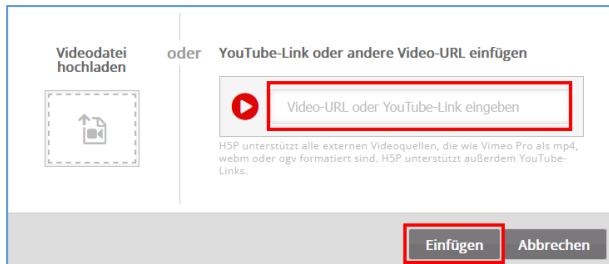 Videodatei
hochladen
oder
YouTube-Link oder andere Video-URL einfügen
Video-URL oder YouTube-Link eingeben
H5P unterstützt alle externen Videoquellen, die wie Vimeo Pro als mp4,
webm oder ogv formatiert sind. H5P unterstützt außerdem YouTube-
Links.
Einfügen
Abbrechen